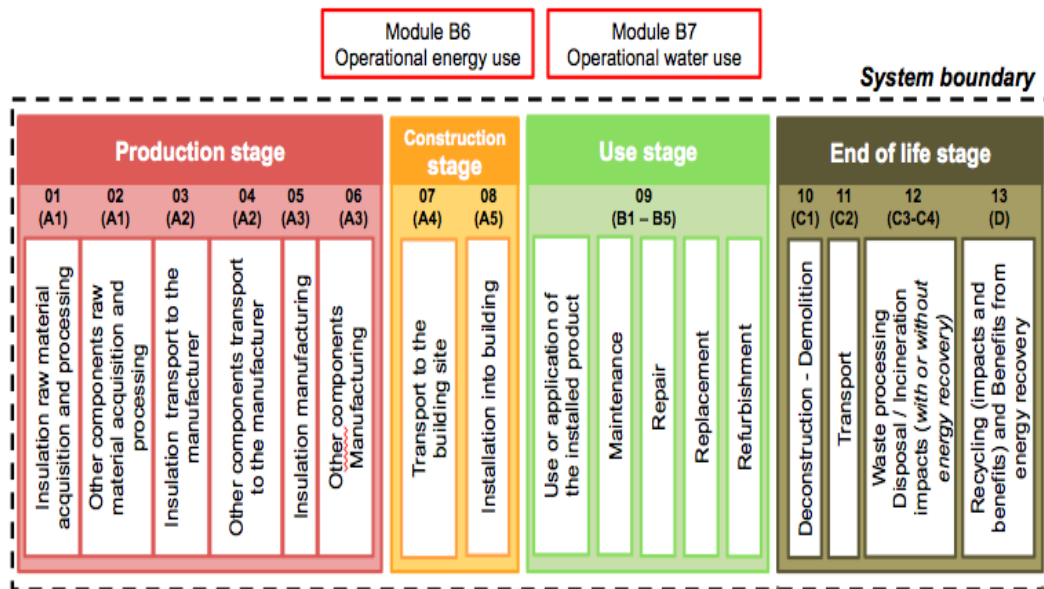 Module B6
Operational energy use
Module B7
Operational water use
System boundary
Production stage
Construction
stage
Use stage
End of life stage
01
(A1)
02
(A1)
03
(A2)
04
(A2)
05
(A3)
06
(A3)
07
(A4)
08
(A5)
09
(B1 – B5)
10
(C1)
11
(C2)
12
(C3-C4)
13
(D)
Insulation raw material
acquisition and processing
Other components raw
material acquisition and
processing
Insulation transport to the
manufacturer
Other components transport
to the manufacturer
Insulation manufacturing
Other components
Manufacturing
Transport to the
building site
Installation into building
Use or application of
the installed product
Maintenance
Repair
Replacement
Refurbishment
Deconstruction - Demolition
Transport
Waste processing
Disposal / Incineration
impacts (with or without
energy recovery)
Recycling (impacts and
benefits) and Benefits from
energy recovery